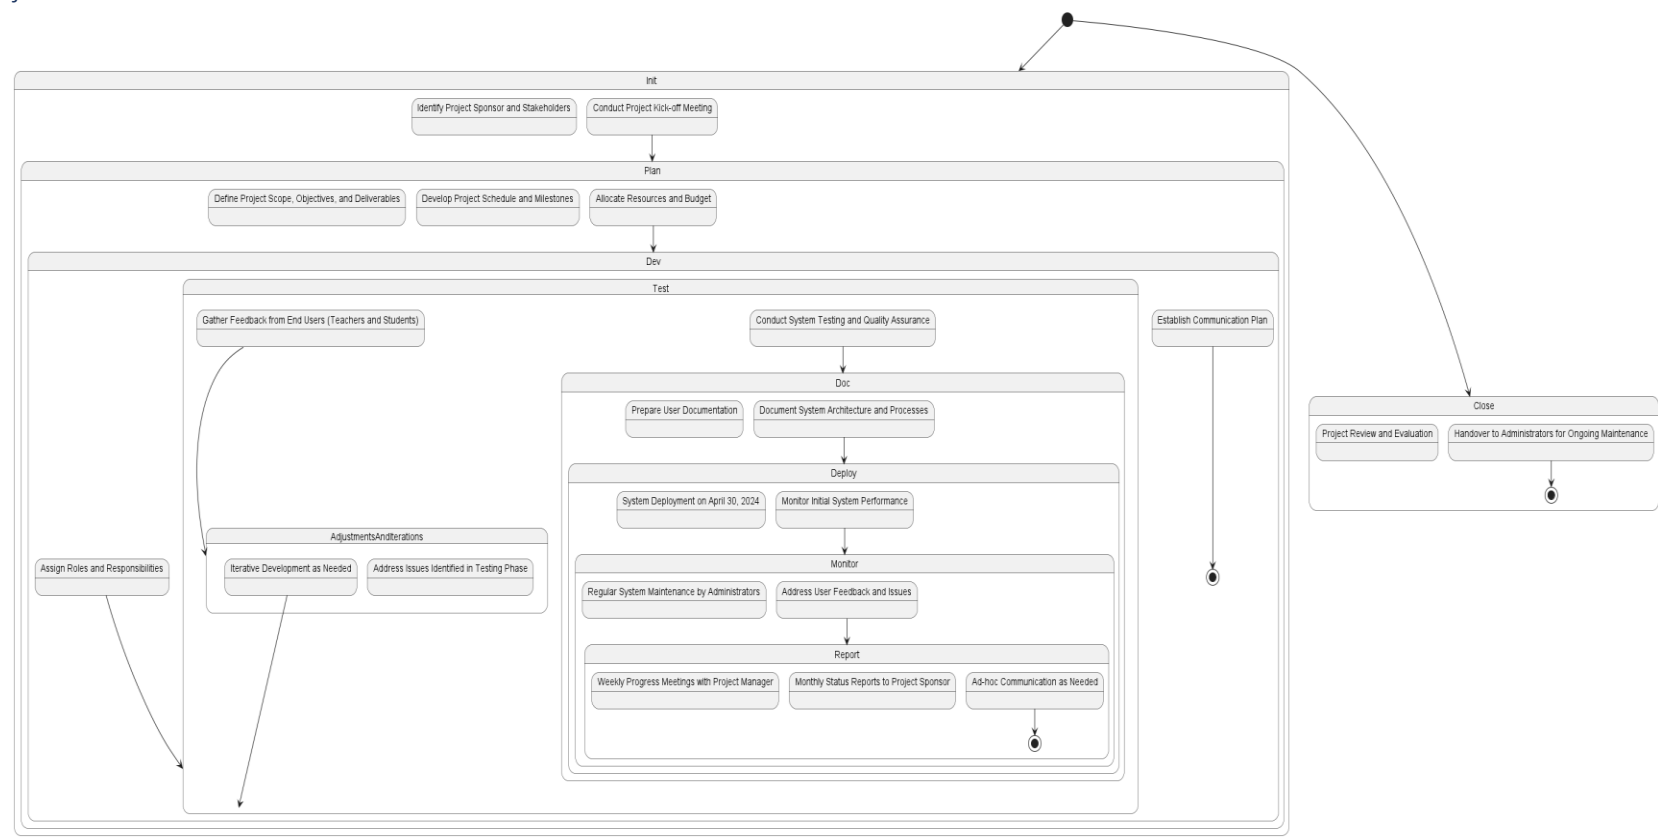 Init
Identify Project Sponsor and Stakeholders
Conduct Project Kick-off Meeting
Plan
Define Project Scope, Objectives, and Deliverables
Develop Project Schedule and Milestones
Allocate Resources and Budget
Dev
Test
Gather Feedback from End Users (Teachers and Students)
Conduct System Testing and Quality Assurance
Establish Communication Plan
Doc
Prepare User Documentation
Document System Architecture and Processes
Close
Project Review and Evaluation
Handover to Administrators for Ongoing Maintenance
Deploy
System Deployment on April 30, 2024
Monitor Initial System Performance
AdjustmentsAndIterations
Assign Roles and Responsibilities
Iterative Development as Needed
Address Issues Identified in Testing Phase
Monitor
Regular System Maintenance by Administrators
Address User Feedback and Issues
Report
Weekly Progress Meetings with Project Manager
Monthly Status Reports to Project Sponsor
Ad-hoc Communication as Needed